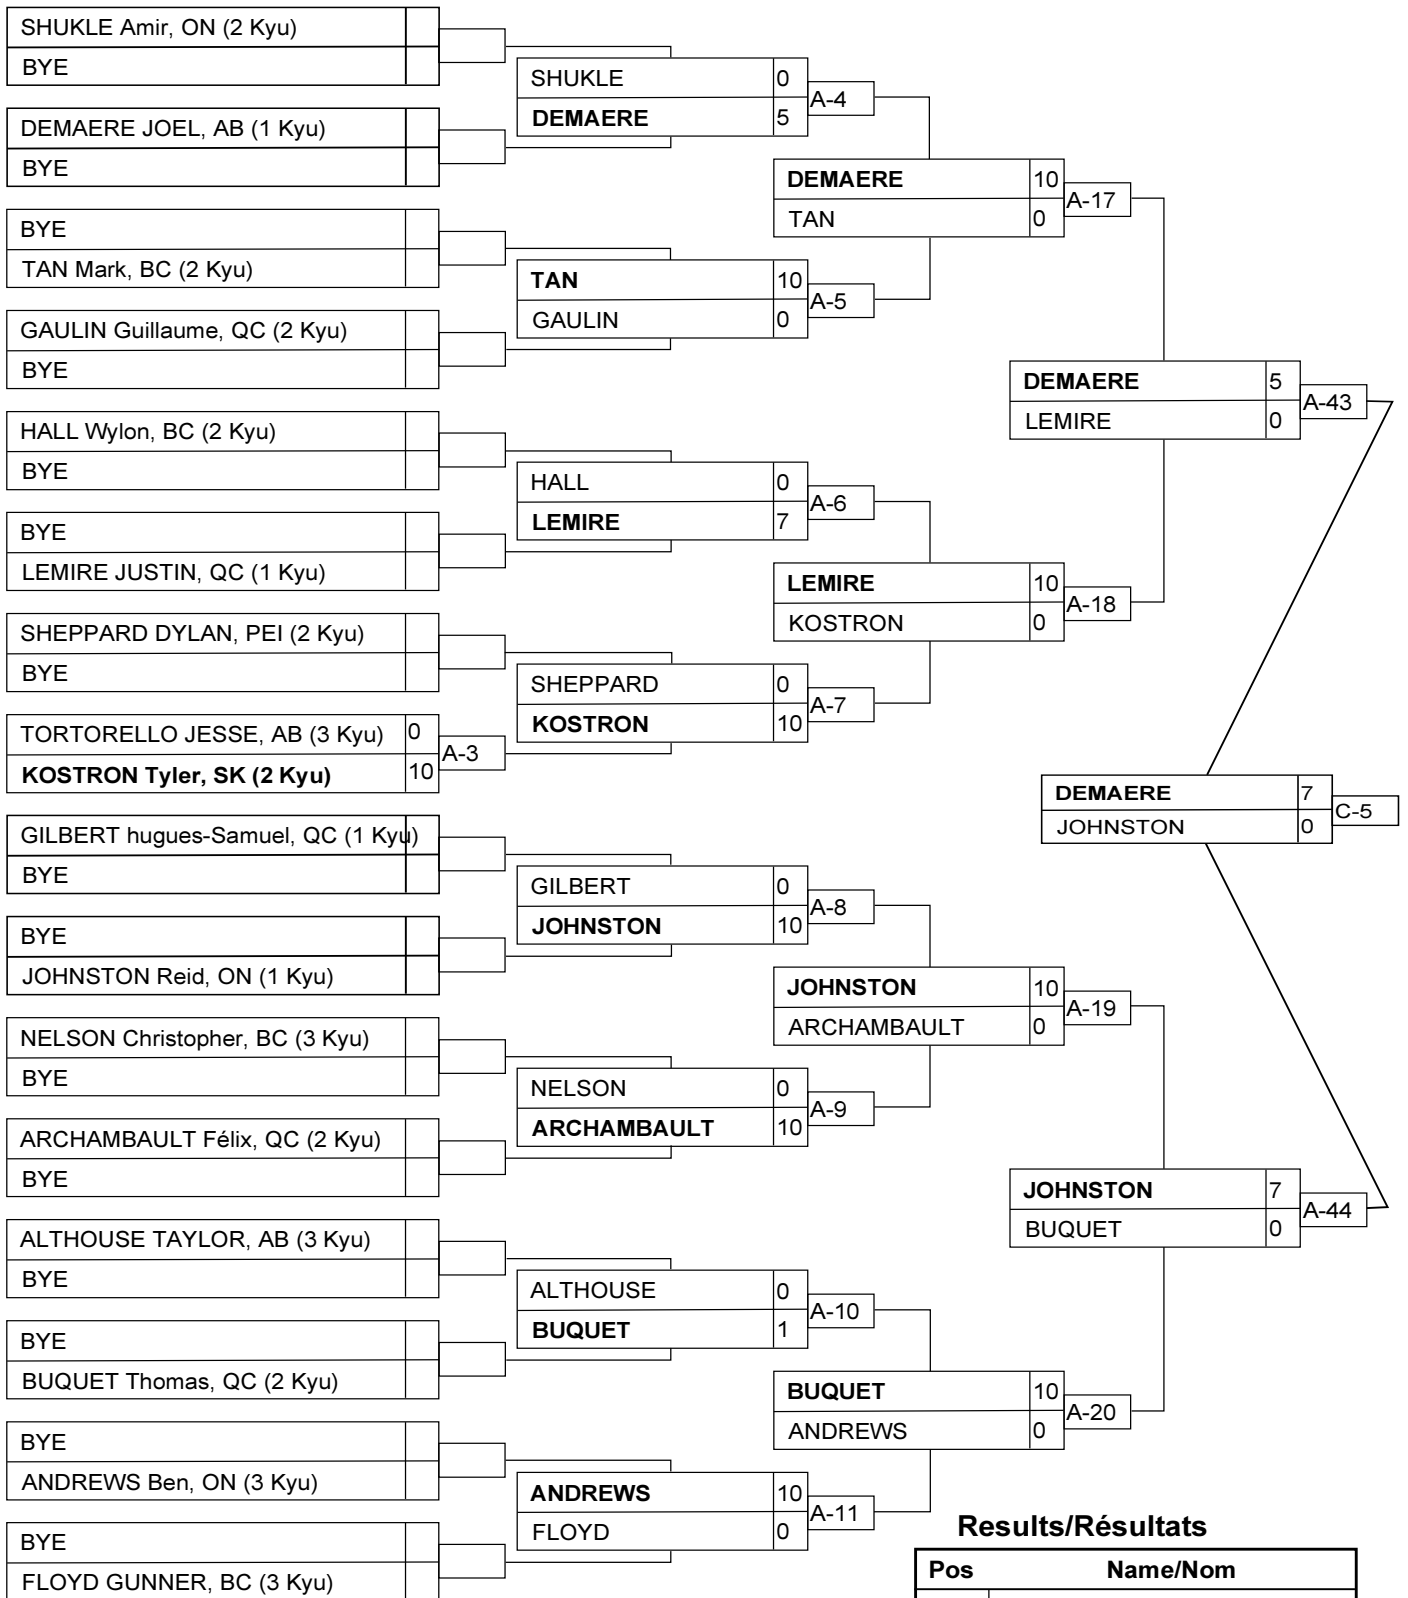 SHUKLE Amir, ON (2 Kyu)
BYE
DEMAERE JOEL, AB (1 Kyu)
BYE
BYE
TAN Mark, BC (2 Kyu)
GAULIN Guillaume, QC (2 Kyu)
BYE
HALL Wylon, BC (2 Kyu)
BYE
BYE
LEMIRE JUSTIN, QC (1 Kyu)
SHEPPARD DYLAN, PEI (2 Kyu)
BYE
TORTORELLO JESSE, AB (3 Kyu) 0
KOSTRON Tyler, SK (2 Kyu) 10
A-3
GILBERT hugues-Samuel, QC (1 Kyu)
BYE
BYE
JOHNSTON Reid, ON (1 Kyu)
NELSON Christopher, BC (3 Kyu)
BYE
ARCHAMBAULT Félix, QC (2 Kyu)
BYE
ALTHOUSE TAYLOR, AB (3 Kyu)
BYE
BYE
BUQUET Thomas, QC (2 Kyu)
BYE
ANDREWS Ben, ON (3 Kyu)
BYE
FLOYD GUNNER, BC (3 Kyu)
SHUKLE 0
DEMAERE 5
A-4
TAN 10
GAULIN 0
A-5
HALL 0
LEMIRE 7
A-6
SHEPPARD 0
KOSTRON 10
A-7
GILBERT 0
JOHNSTON 10
A-8
NELSON 0
ARCHAMBAULT 10
A-9
ALTHOUSE 0
BUQUET 1
A-10
ANDREWS 10
FLOYD 0
A-11
DEMAERE 10
TAN 0
A-17
LEMIRE 10
KOSTRON 0
A-18
JOHNSTON 10
ARCHAMBAULT 0
A-19
BUQUET 10
ANDREWS 0
A-20
DEMAERE 5
LEMIRE 0
A-43
JOHNSTON 7
BUQUET 0
A-44
DEMAERE 7
JOHNSTON 0
C-5
Results/Résultats
Pos Name/Nom